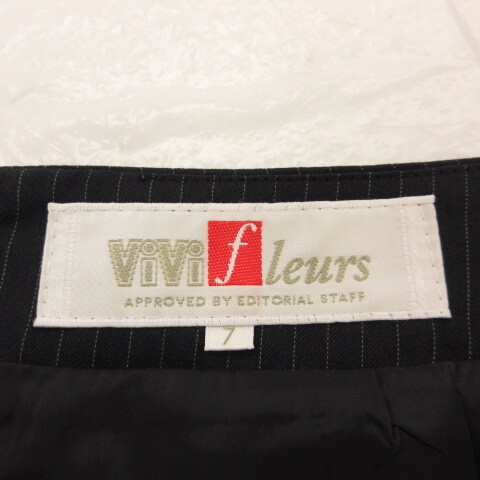 ViVi fleurs
APPROVED BY EDITORIAL STAFF
7